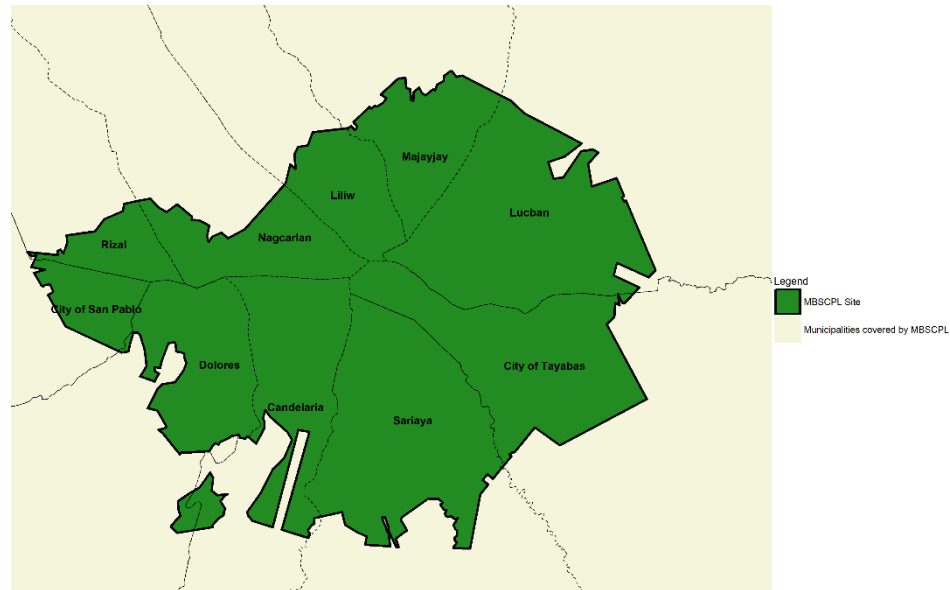 Majayjay
Liliw
Lucban
Nagcarlan
Rizal
City of San Pablo
Dolores
City of Tayabas
Candelaria
Sariaya
Legend
MBSCPL Site
Municipalities covered by MBSCPL